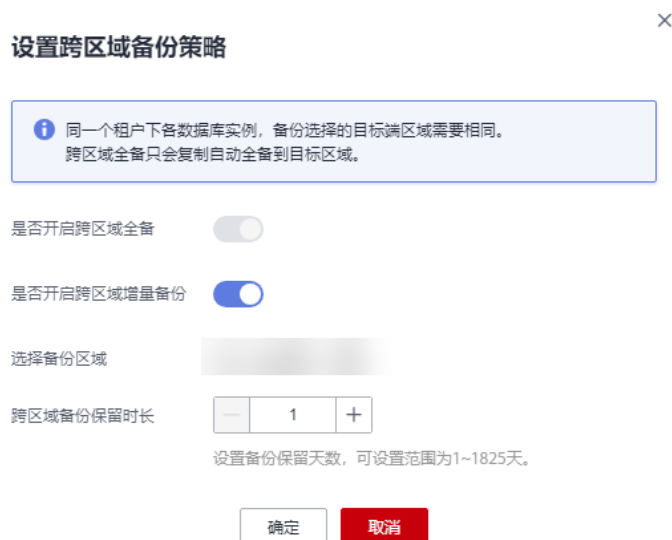 设置跨区域备份策略
同一个租户下各数据库实例，备份选择的目标端区域需要相同。
跨区域全备只会复制自动全备到目标区域。
是否开启跨区域全备
是否开启跨区域增量备份
选择备份区域
跨区域备份保留时长
1
设置备份保留天数，可设置范围为1~1825天。
确定 取消